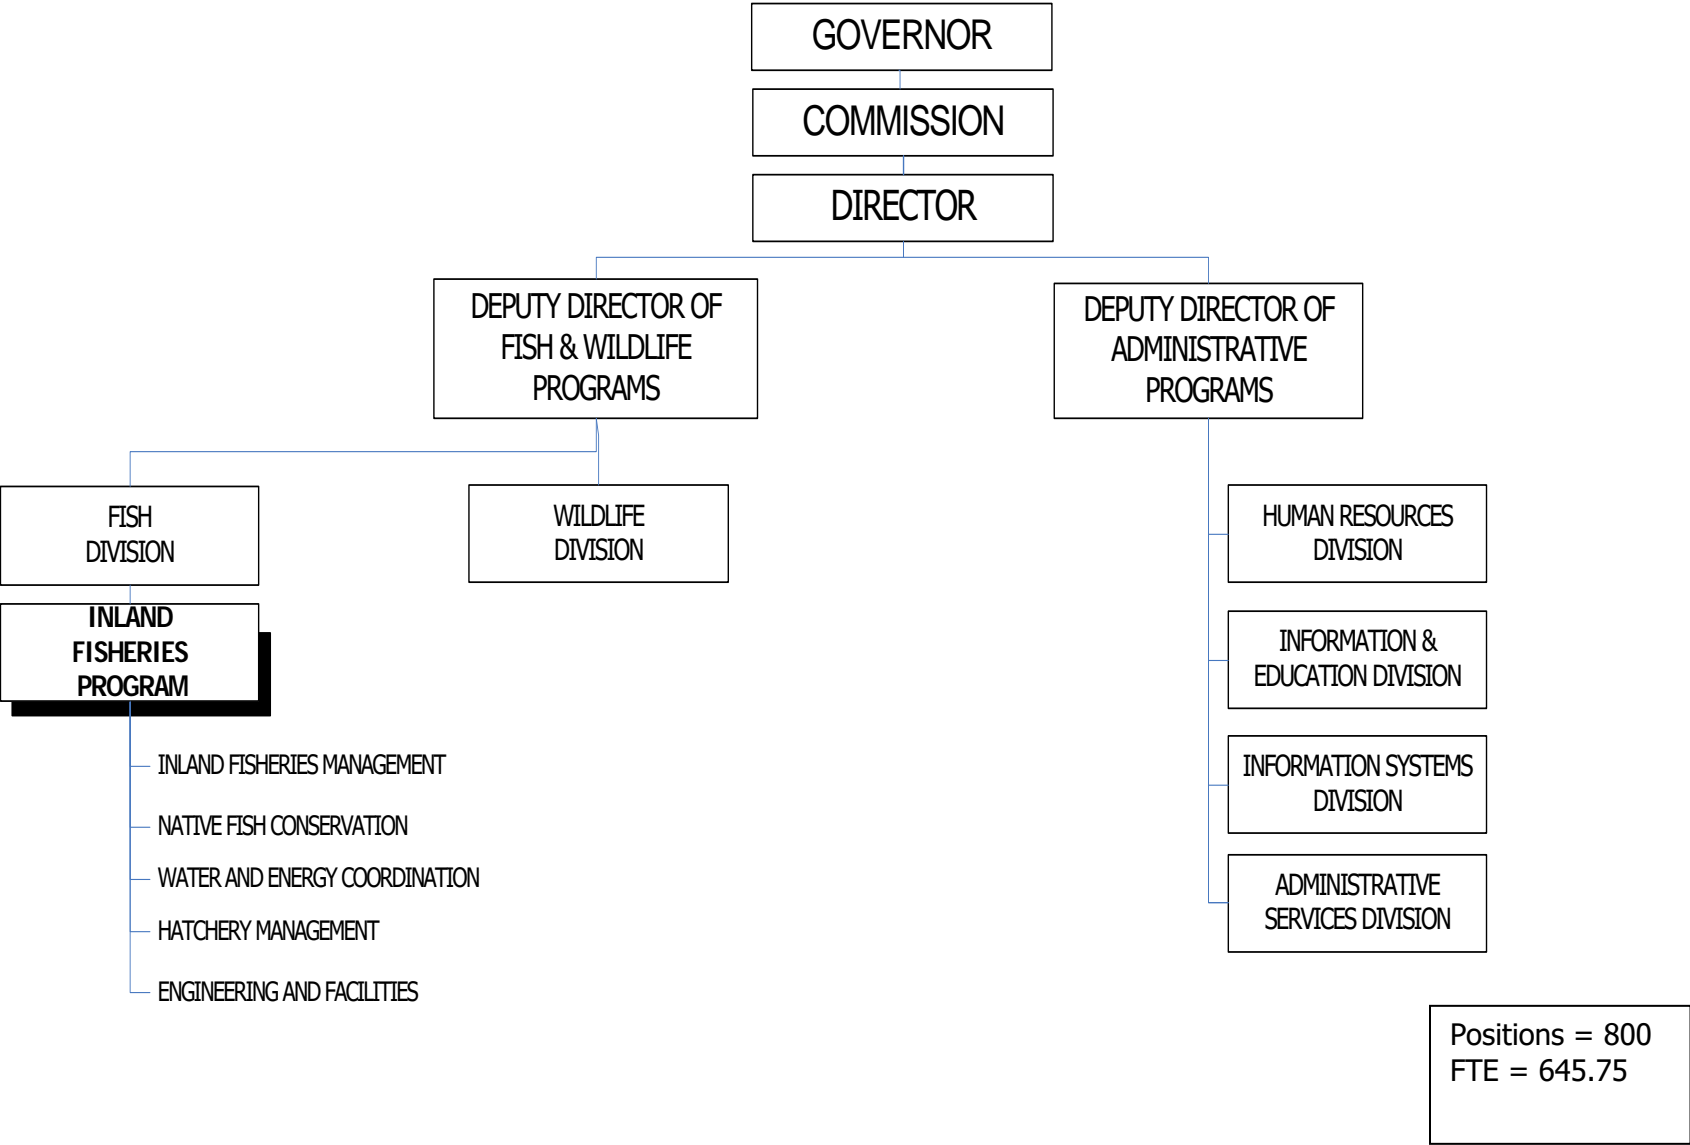 GOVERNOR
COMMISSION
DIRECTOR
DEPUTY DIRECTOR OF
FISH & WILDLIFE
PROGRAMS
DEPUTY DIRECTOR OF
ADMINISTRATIVE
PROGRAMS
FISH
DIVISION
WILDLIFE
DIVISION
HUMAN RESOURCES
DIVISION
INLAND
FISHERIES
PROGRAM
INFORMATION &
EDUCATION DIVISION
INFORMATION SYSTEMS
DIVISION
ADMINISTRATIVE
SERVICES DIVISION
INLAND FISHERIES MANAGEMENT
NATIVE FISH CONSERVATION
WATER AND ENERGY COORDINATION
HATCHERY MANAGEMENT
ENGINEERING AND FACILITIES
Positions = 800
FTE = 645.75